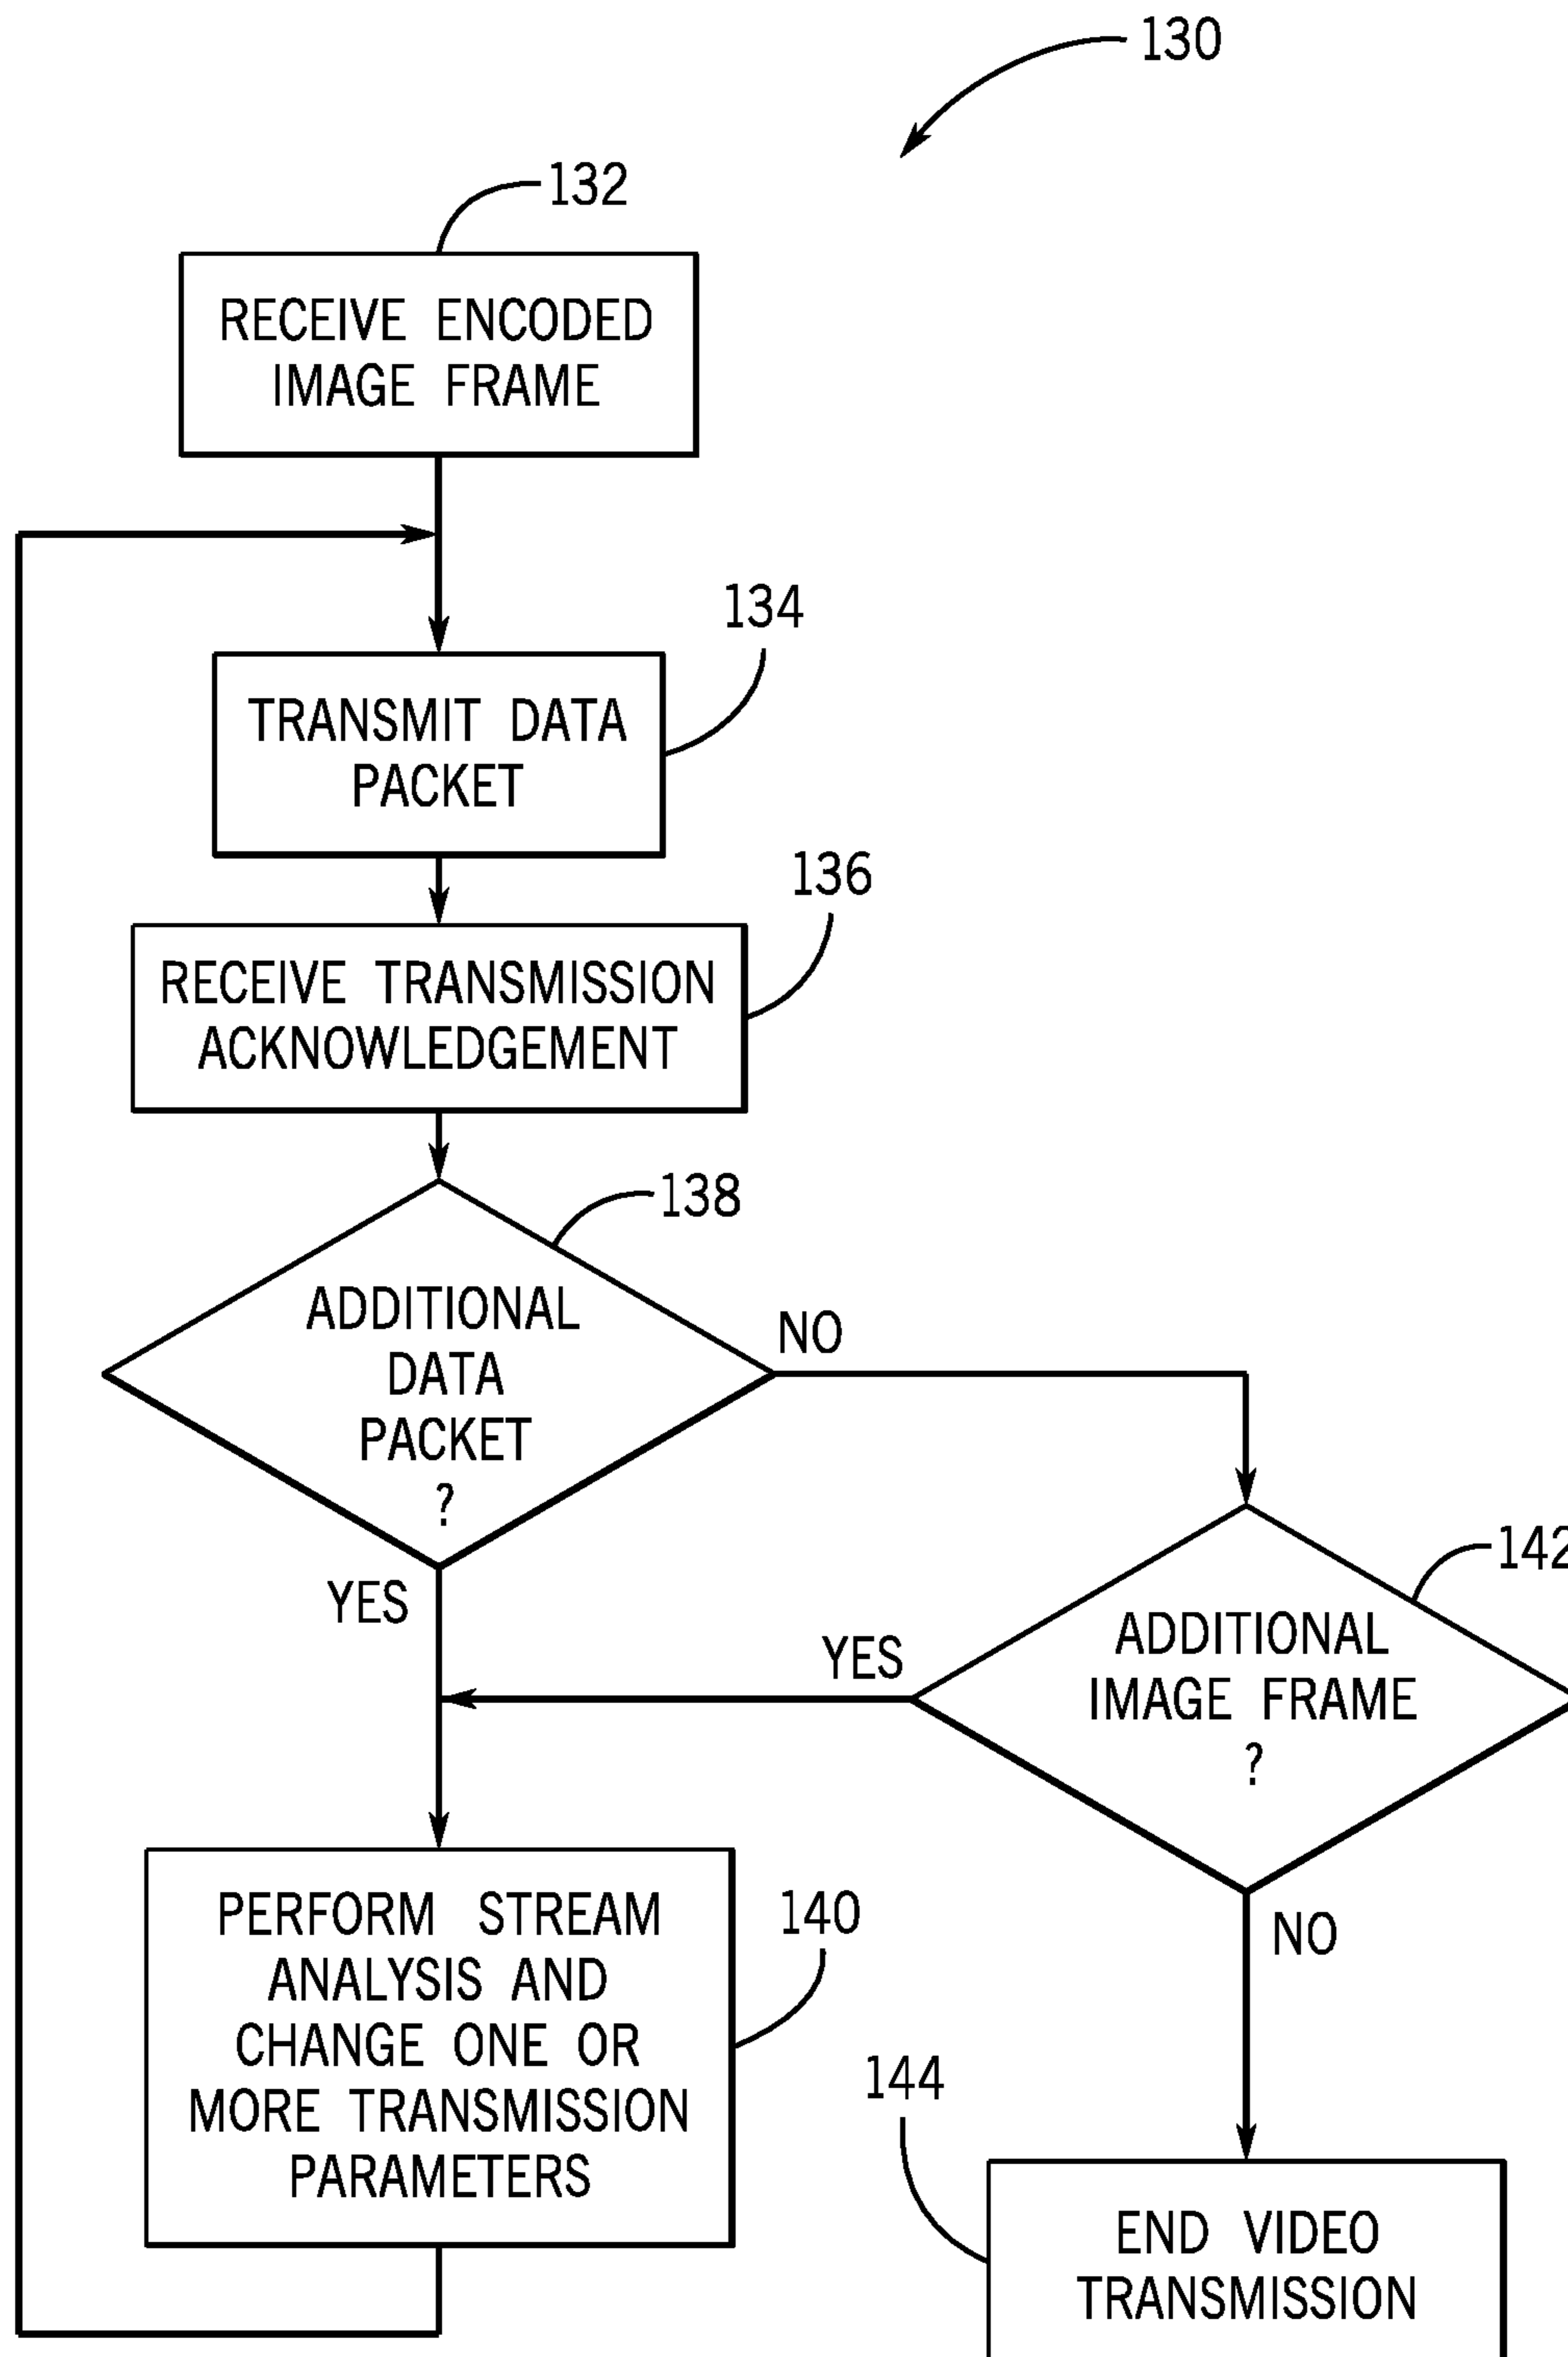 130
132
RECEIVE ENCODED
IMAGE FRAME
134
TRANSMIT DATA
PACKET
136
RECEIVE TRANSMISSION
ACKNOWLEDGEMENT
138
ADDITIONAL
DATA
PACKET
?
NO
YES
142
ADDITIONAL
IMAGE FRAME
?
YES
NO
140
PERFORM STREAM
ANALYSIS AND
CHANGE ONE OR
MORE TRANSMISSION
PARAMETERS
144
END VIDEO
TRANSMISSION